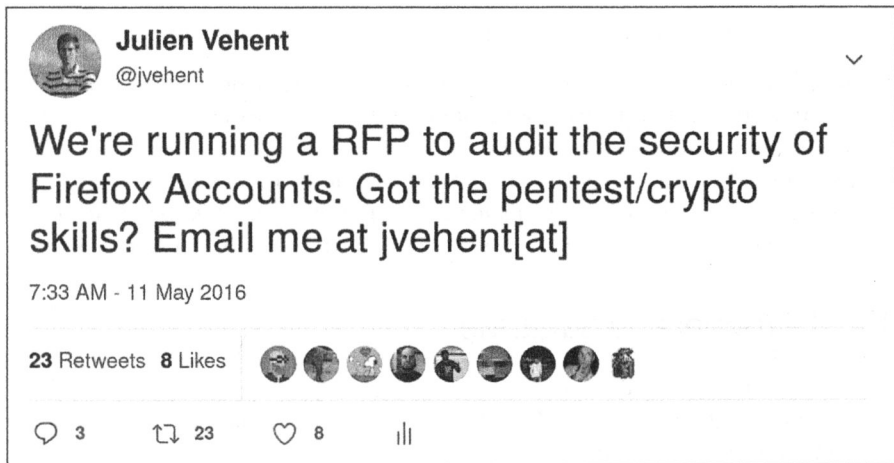 Julien Vehent
@jvehent
We're running a RFP to audit the security of
Firefox Accounts. Got the pentest/crypto
skills? Email me at jvehent[at]
7:33 AM - 11 May 2016
23 Retweets 8 Likes
3 23 8